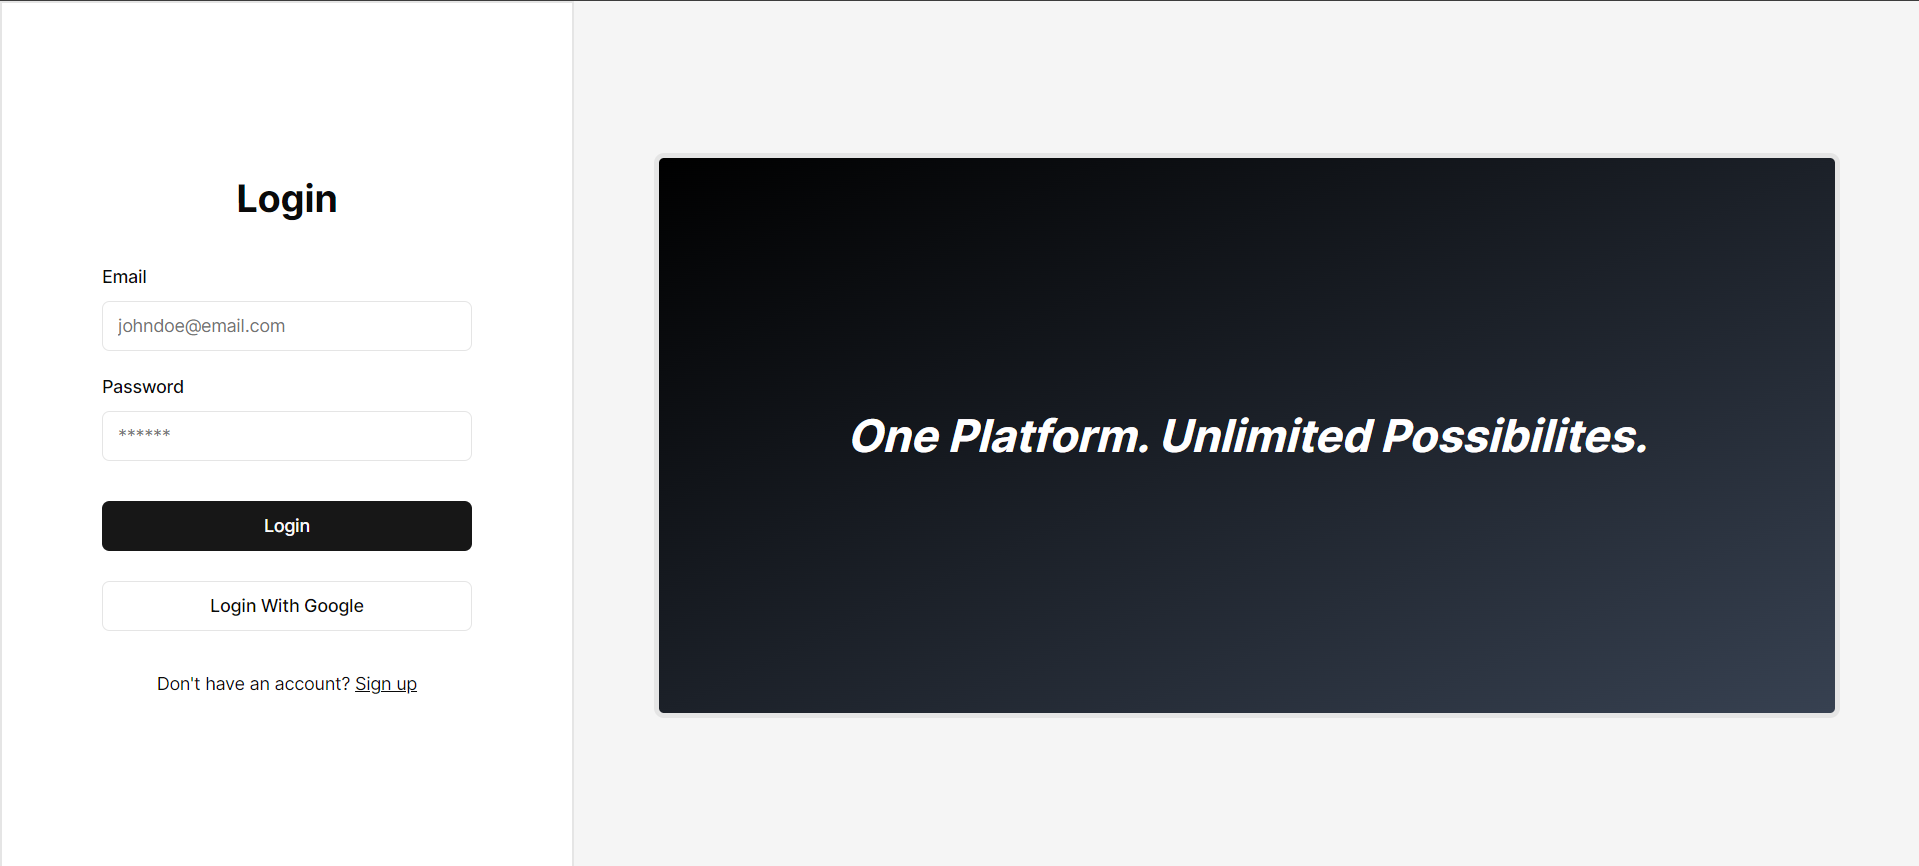 Login
Email
johndoe@email.com
Password
******
Login
Login With Google
Don't have an account? Sign up
One Platform. Unlimited Possibilites.